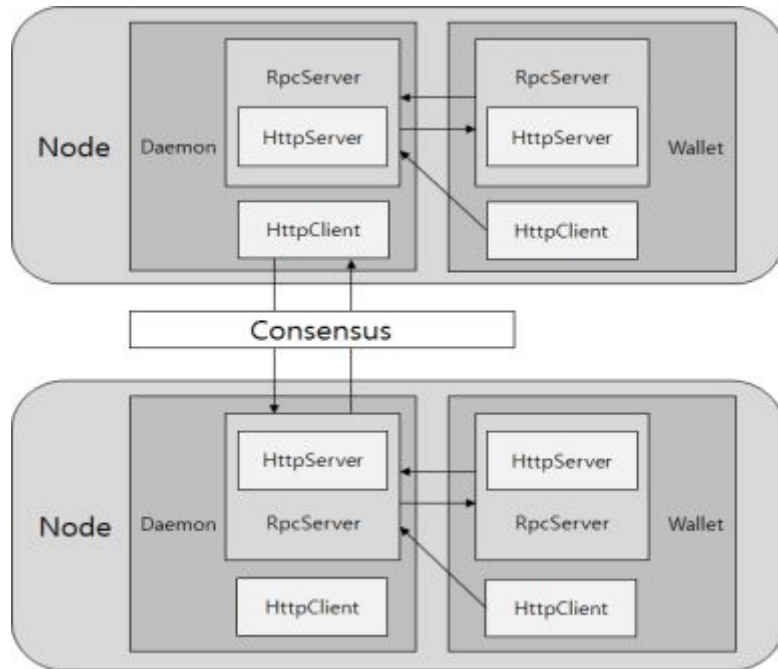 RpcServer
RpcServer
HttpServer
HttpServer
Node
Daemon
Wallet
HttpClient
HttpClient
Consensus
HttpServer
HttpServer
Node
Daemon
RpcServer
RpcServer
Wallet
HttpClient
HttpClient